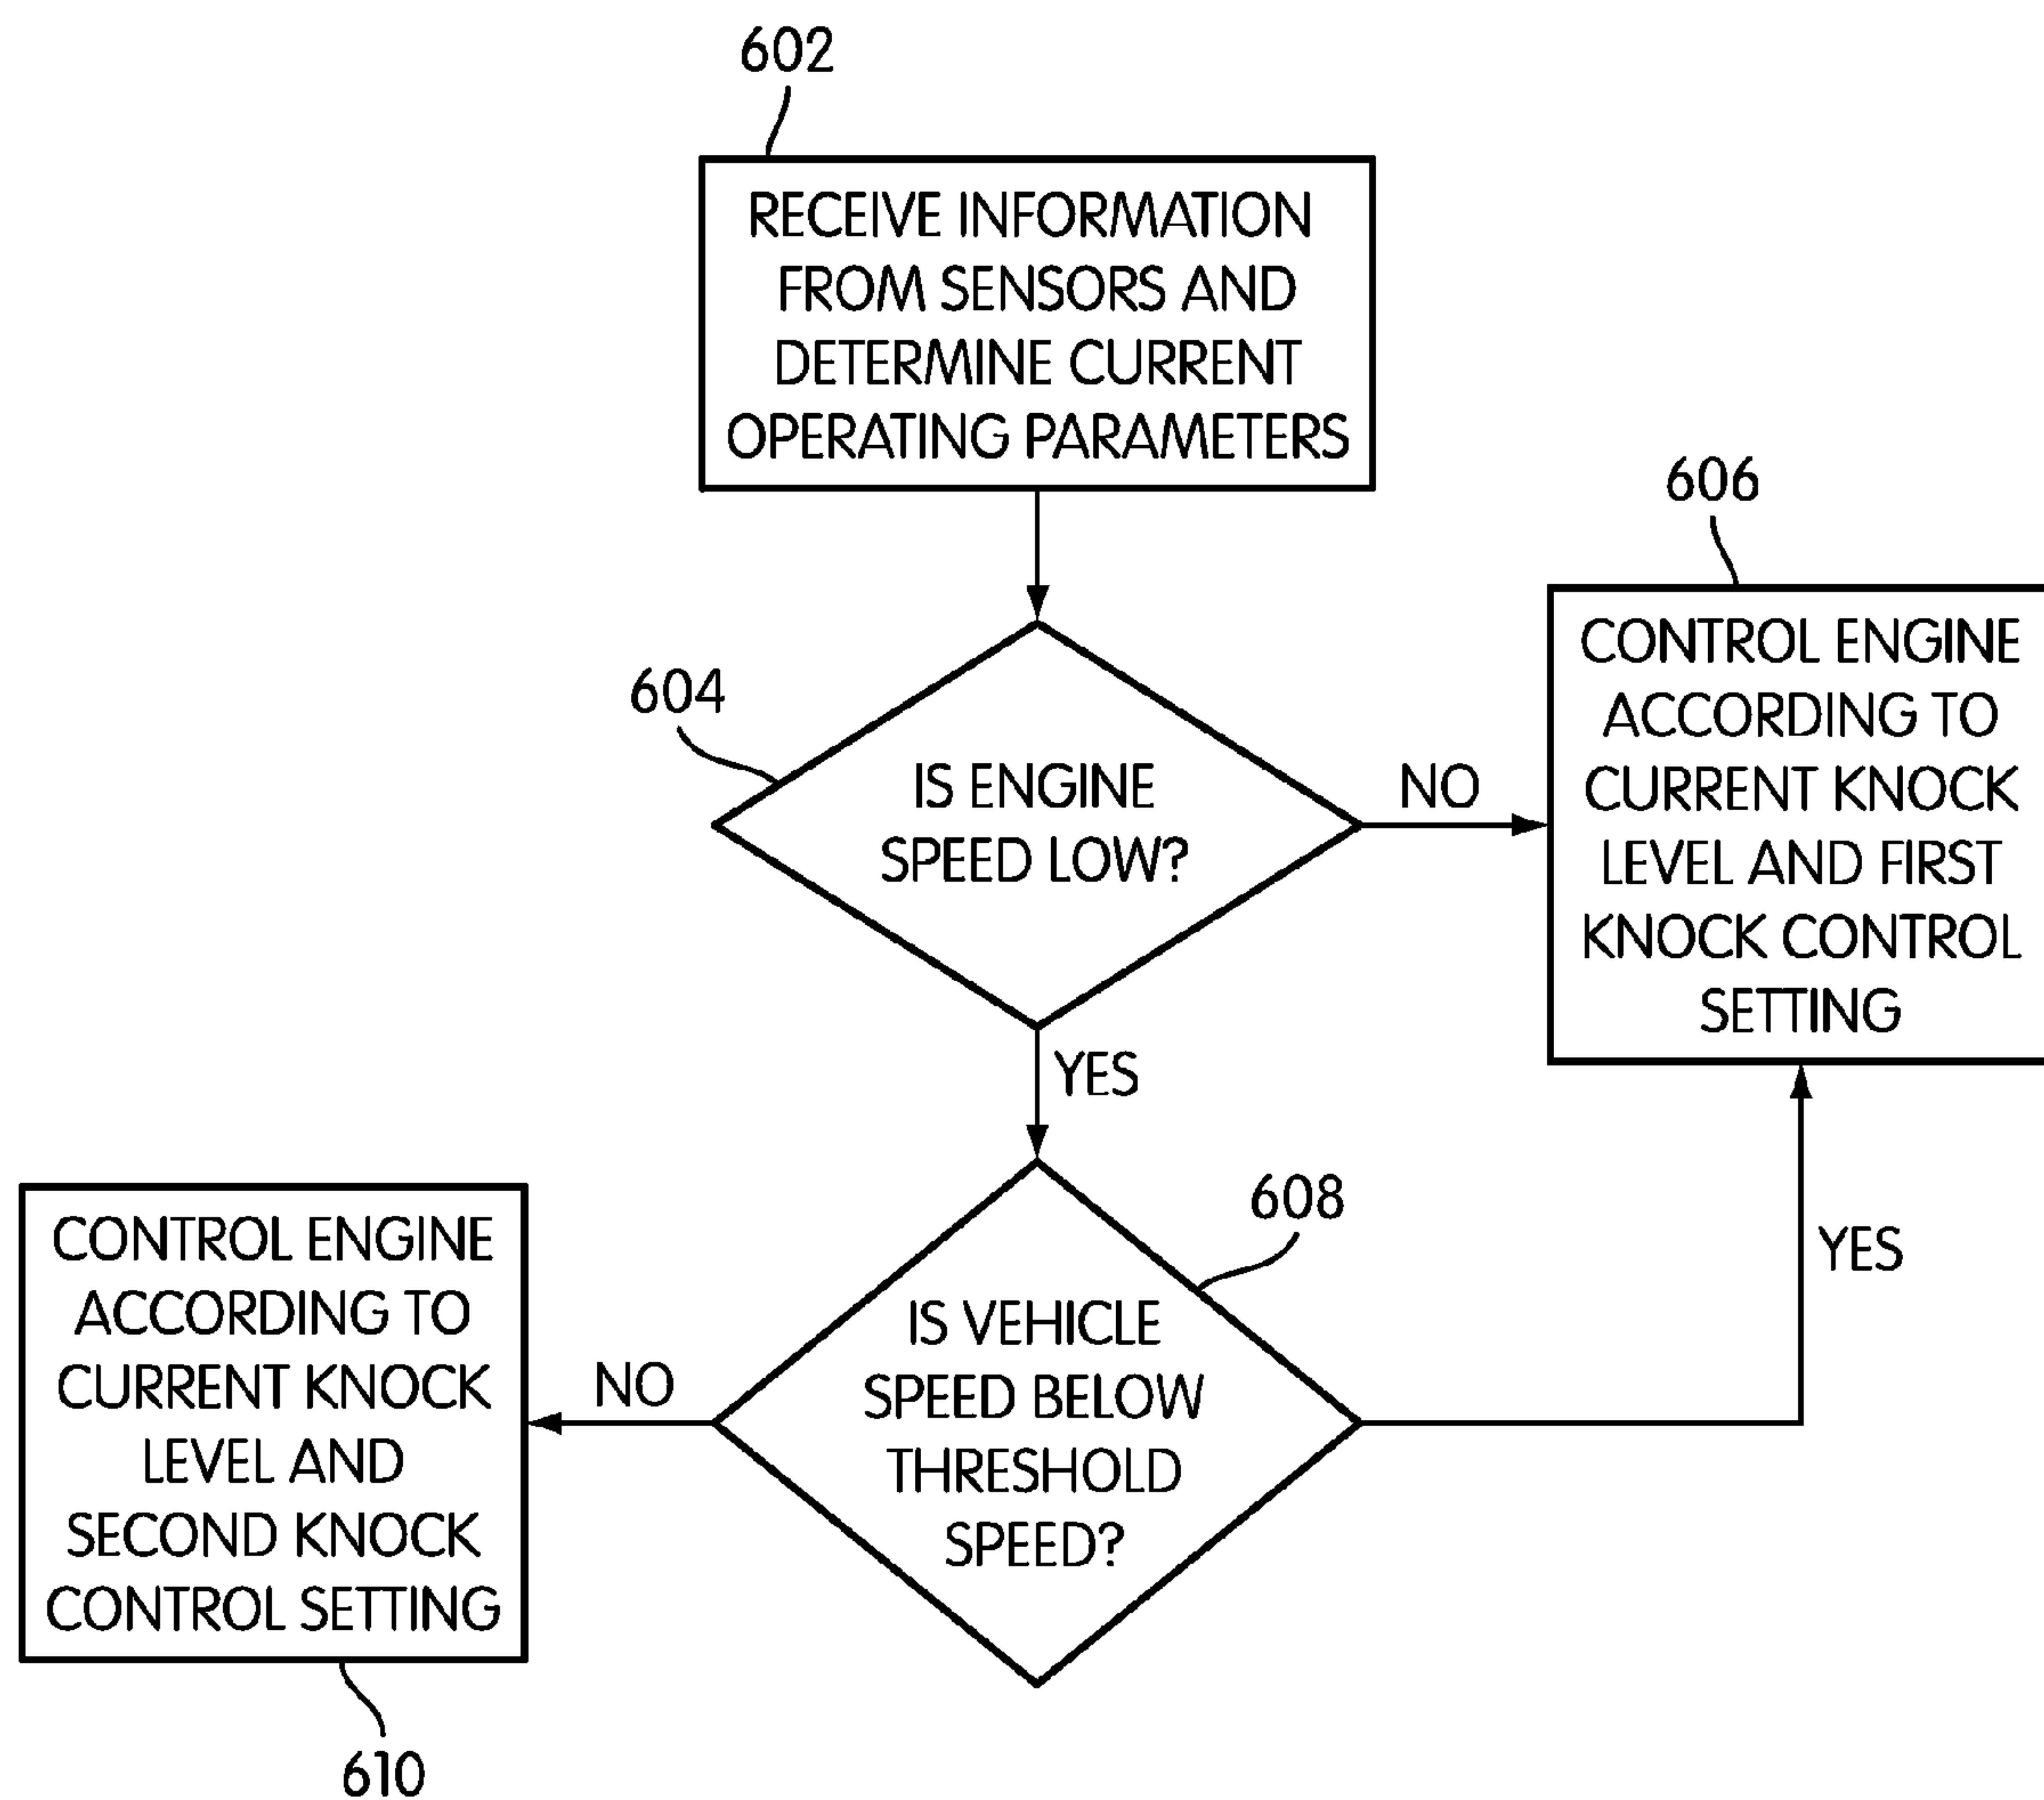 602
RECEIVE INFORMATION
FROM SENSORS AND
DETERMINE CURRENT
OPERATING PARAMETERS
604
IS ENGINE
SPEED LOW?
NO
606
CONTROL ENGINE
ACCORDING TO
CURRENT KNOCK
LEVEL AND FIRST
KNOCK CONTROL
SETTING
YES
608
IS VEHICLE
SPEED BELOW
THRESHOLD
SPEED?
YES
NO
CONTROL ENGINE
ACCORDING TO
CURRENT KNOCK
LEVEL AND
SECOND KNOCK
CONTROL SETTING
610